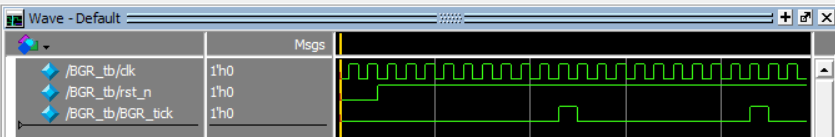 Wave - Default
Msgs
/BGR_tb/clk 1'h0
/BGR_tb/rst_n 1'h0
/BGR_tb/BGR_tick 1'h0